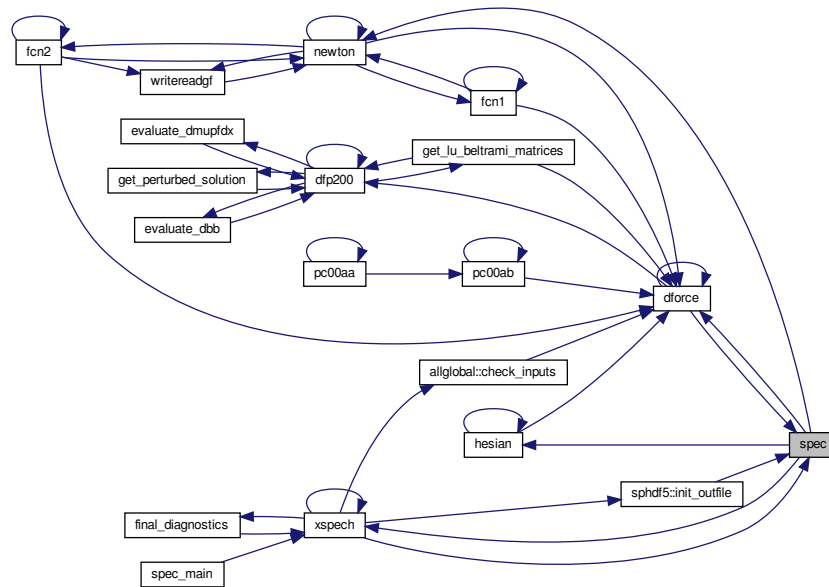 fcn2
newton
writereadgf
fcn1
evaluate_dmupfdx
get_lu_beltrami_matrices
get_perturbed_solution
dfp200
evaluate_dbb
pc00aa
pc00ab
dforce
allglobal::check_inputs
hesian
spec
sphdf5::init_outfile
final_diagnostics
xspech
spec_main